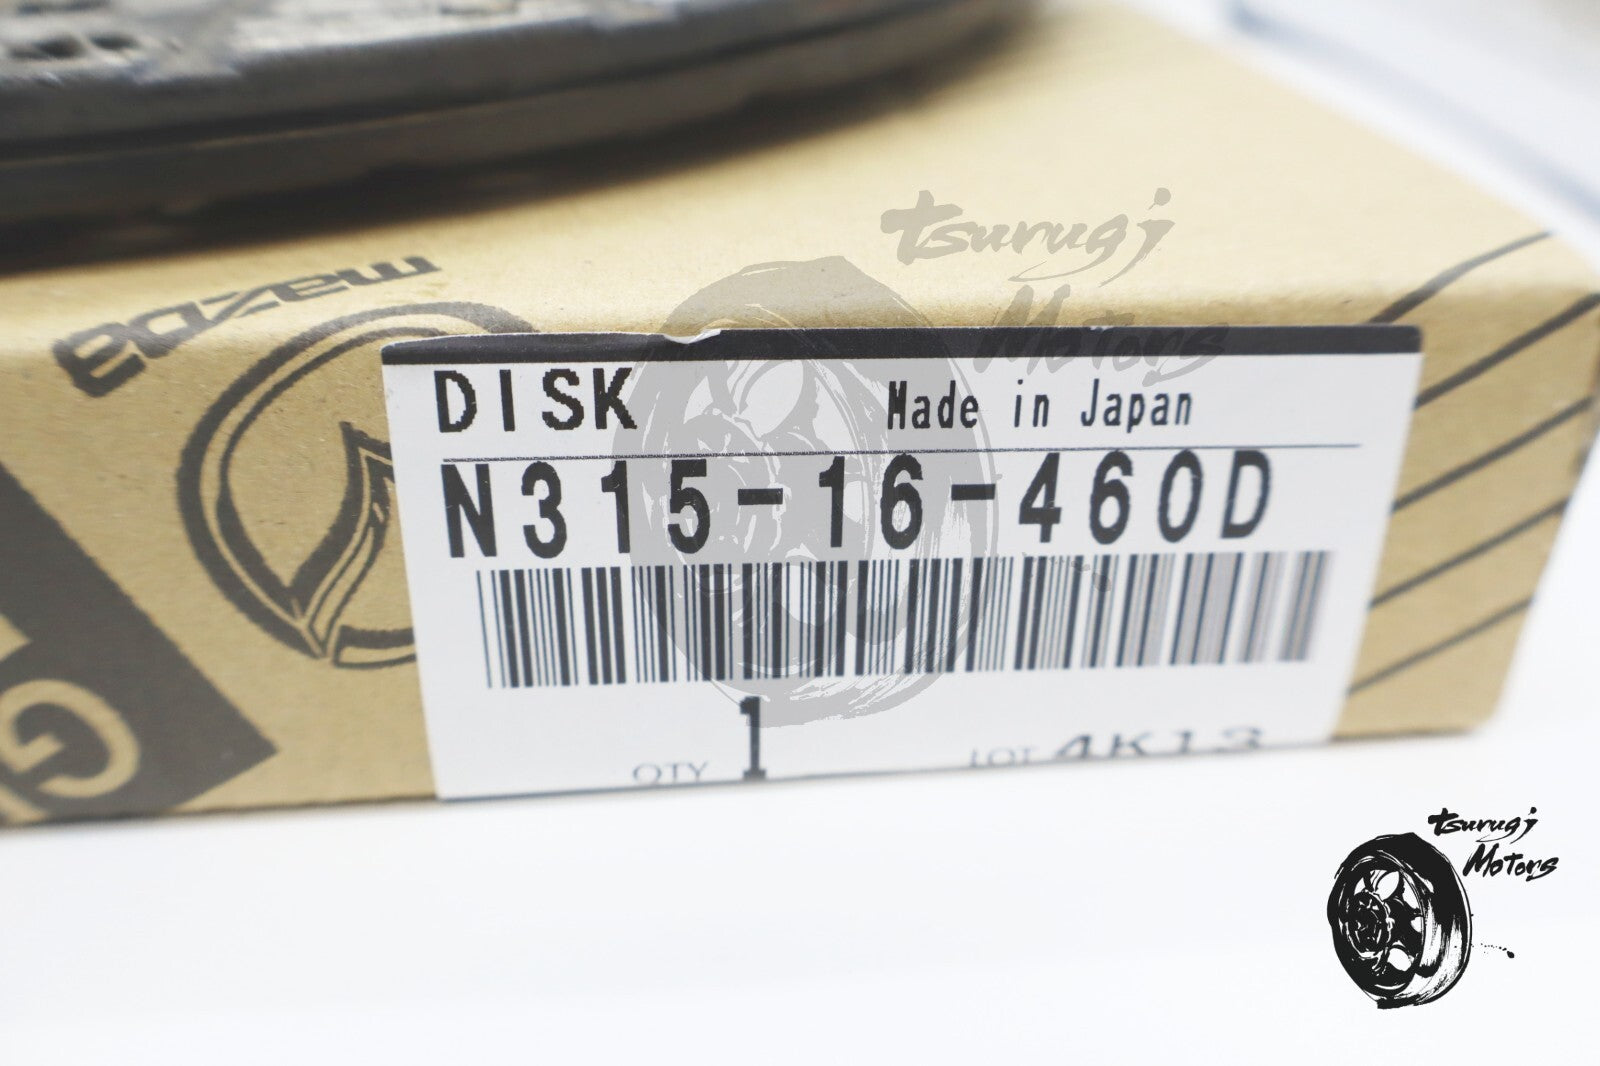 mazda
DISK
Made in Japan
N315-16-460D
QTY 1
LOT 4K13
G
tsurugi
Motors
tsurugi
Motors